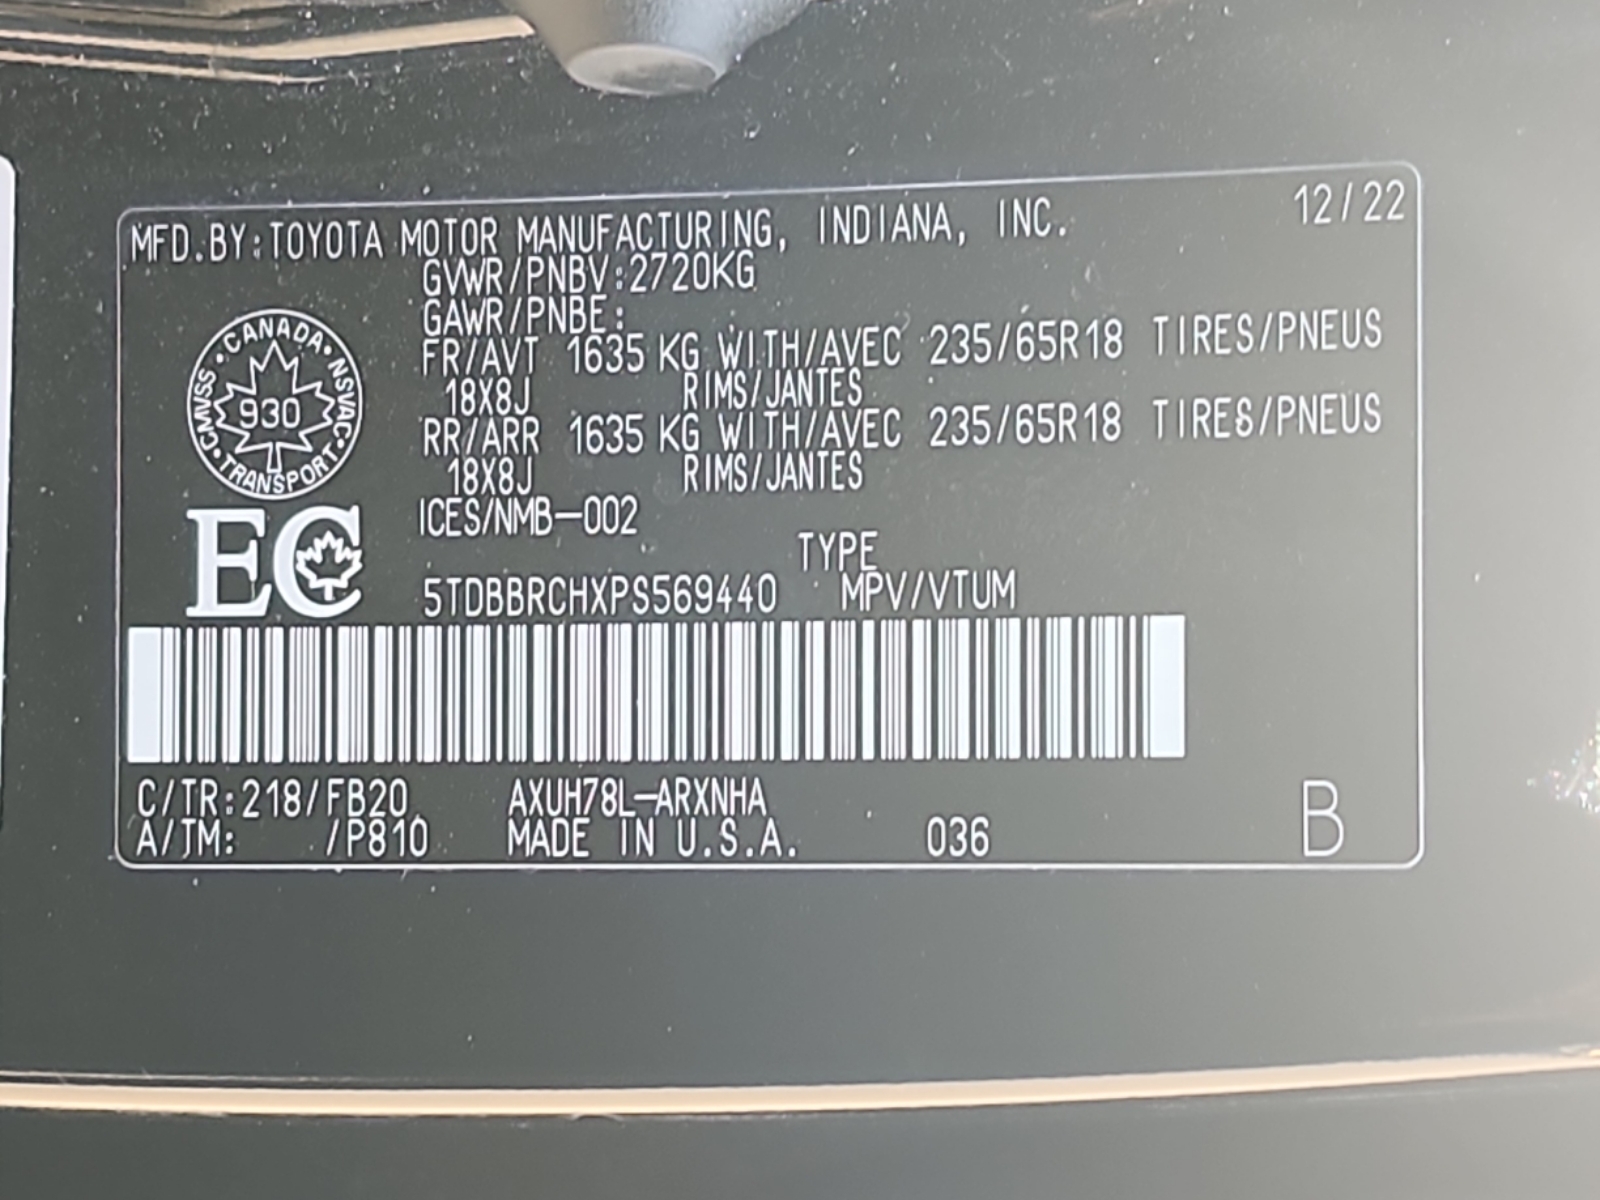 MFD.BY:TOYOTA MOTOR MANUFACTURING, INDIANA, INC. 12/22
GVWR/PNBV:2720KG
GAWR/PNBE:
FR/AVT 1635 KG WITH/AVEC 235/65R18 TIRES/PNEUS
18X8J RIMS/JANTES
RR/ARR 1635 KG WITH/AVEC 235/65R18 TIRES/PNEUS
18X8J RIMS/JANTES
CANADA • NSVAC • TRANSPORT • CMVSS •
930
ICES/NMB-002
EC
TYPE
5TDBBRCHXPS569440 MPV/VTUM
C/TR:218/FB20 AXUH78L-ARXNHA
A/TM: /P810 MADE IN U.S.A. 036 B